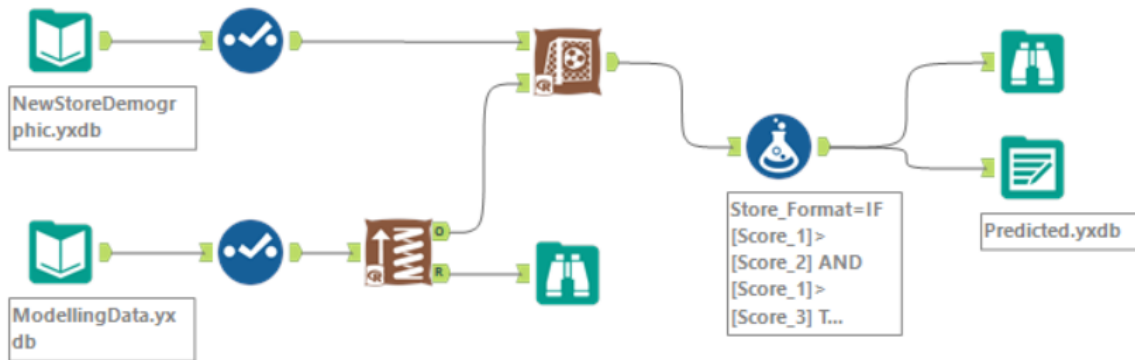 NewStoreDemogr
phic.yxdb
ModellingData.yx
db
O
R
R
R
Store_Format=IF
[Score_1]>
[Score_2] AND
[Score_1]>
[Score_3] T...
Predicted.yxdb